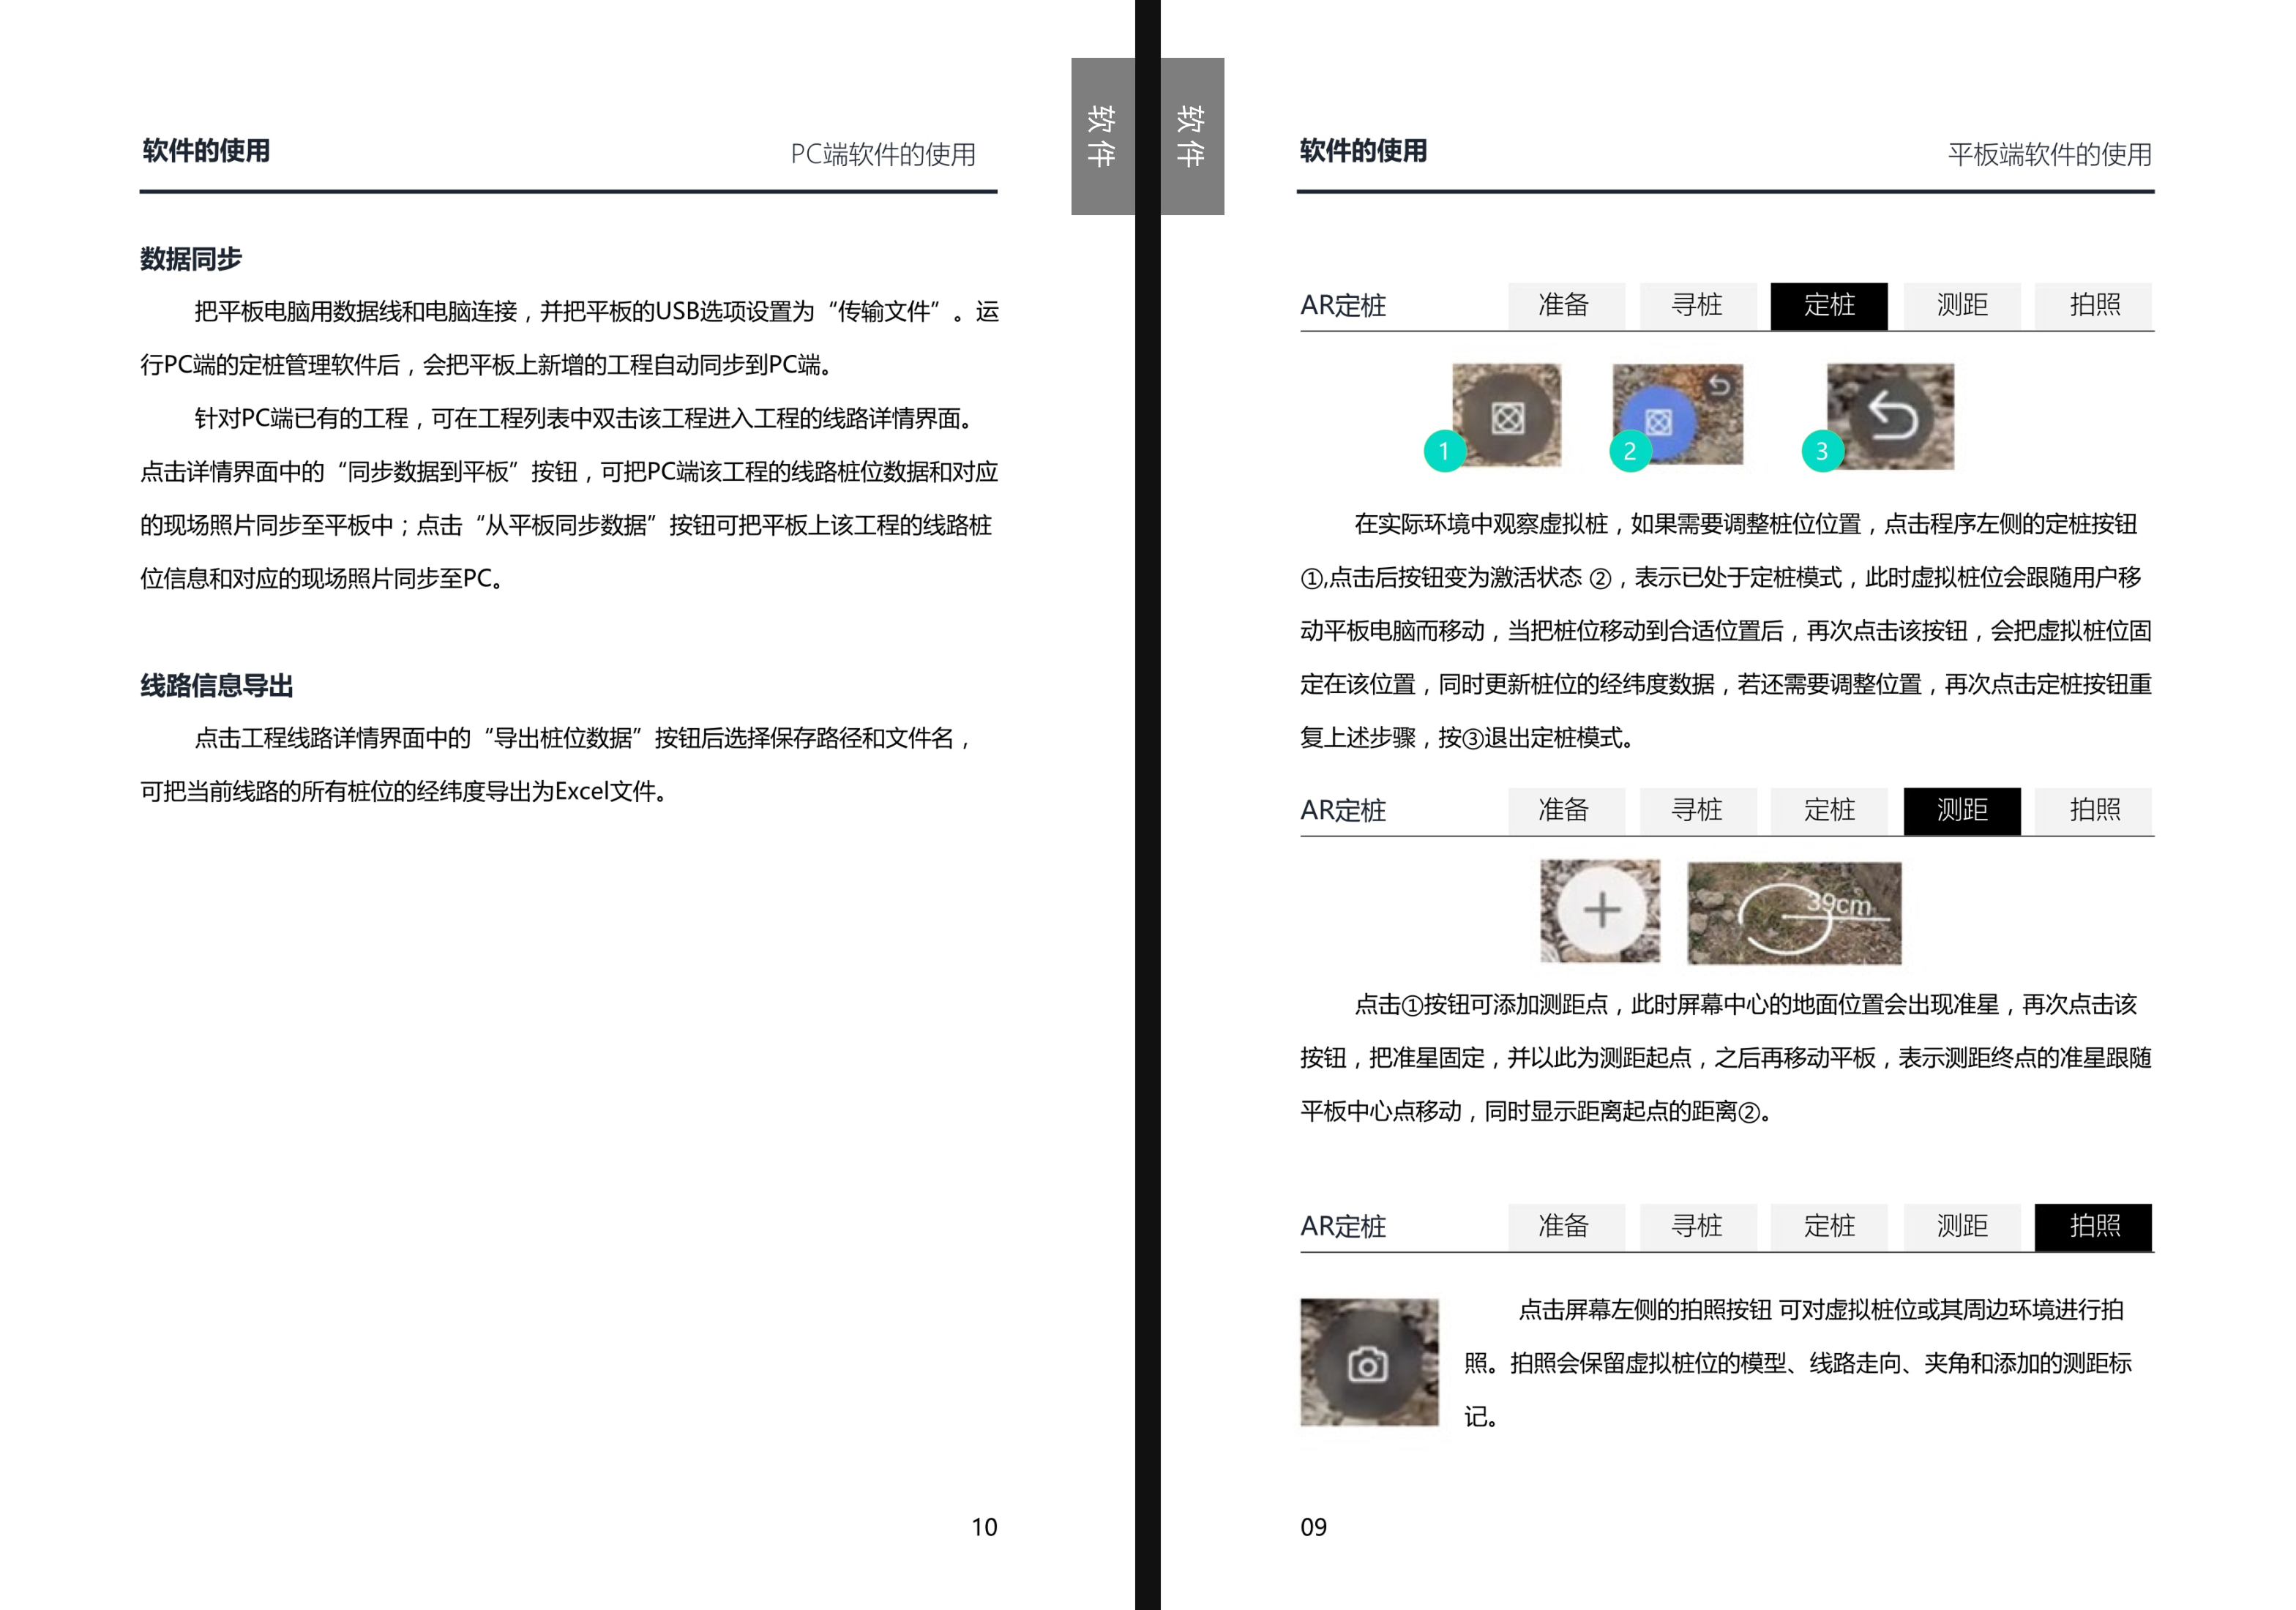 软件的使用
PC端软件的使用
软件
数据同步
把平板电脑用数据线和电脑连接，并把平板的USB选项设置为“传输文件”。运
行PC端的定桩管理软件后，会把平板上新增的工程自动同步到PC端。
针对PC端已有的工程，可在工程列表中双击该工程进入工程的线路详情界面。
点击详情界面中的“同步数据到平板”按钮，可把PC端该工程的线路桩位数据和对应
的现场照片同步至平板中；点击“从平板同步数据”按钮可把平板上该工程的线路桩
位信息和对应的现场照片同步至PC。
线路信息导出
点击工程线路详情界面中的“导出桩位数据”按钮后选择保存路径和文件名，
可把当前线路的所有桩位的经纬度导出为Excel文件。
10
软件
软件的使用
平板端软件的使用
AR定桩 准备 寻桩 定桩 测距 拍照
1 2 3
在实际环境中观察虚拟桩，如果需要调整桩位位置，点击程序左侧的定桩按钮
①,点击后按钮变为激活状态 ②，表示已处于定桩模式，此时虚拟桩位会跟随用户移
动平板电脑而移动，当把桩位移动到合适位置后，再次点击该按钮，会把虚拟桩位固
定在该位置，同时更新桩位的经纬度数据，若还需要调整位置，再次点击定桩按钮重
复上述步骤，按③退出定桩模式。
AR定桩 准备 寻桩 定桩 测距 拍照
39cm
点击①按钮可添加测距点，此时屏幕中心的地面位置会出现准星，再次点击该
按钮，把准星固定，并以此为测距起点，之后再移动平板，表示测距终点的准星跟随
平板中心点移动，同时显示距离起点的距离②。
AR定桩 准备 寻桩 定桩 测距 拍照
点击屏幕左侧的拍照按钮 可对虚拟桩位或其周边环境进行拍
照。拍照会保留虚拟桩位的模型、线路走向、夹角和添加的测距标
记。
09